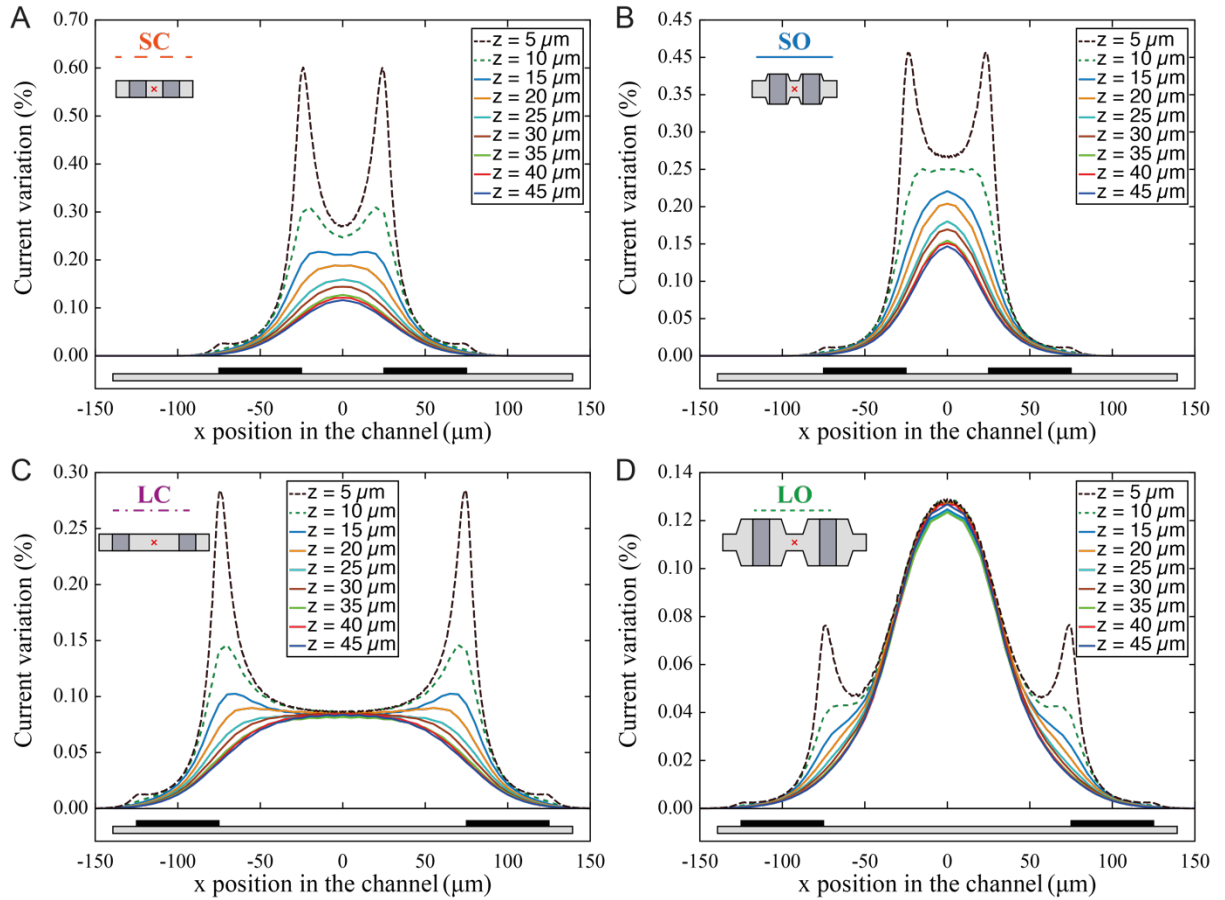 A
SC
Current variation (%)
0.70
0.60
0.50
0.40
0.30
0.20
0.10
0.00
z = 5 µm
z = 10 µm
z = 15 µm
z = 20 µm
z = 25 µm
z = 30 µm
z = 35 µm
z = 40 µm
z = 45 µm
-150 -100 -50 0 50 100 150
x position in the channel (µm)
B
SO
Current variation (%)
0.45
0.40
0.35
0.30
0.25
0.20
0.15
0.10
0.05
0.00
z = 5 µm
z = 10 µm
z = 15 µm
z = 20 µm
z = 25 µm
z = 30 µm
z = 35 µm
z = 40 µm
z = 45 µm
-150 -100 -50 0 50 100 150
x position in the channel (µm)
C
LC
Current variation (%)
0.30
0.25
0.20
0.15
0.10
0.05
0.00
z = 5 µm
z = 10 µm
z = 15 µm
z = 20 µm
z = 25 µm
z = 30 µm
z = 35 µm
z = 40 µm
z = 45 µm
-150 -100 -50 0 50 100 150
x position in the channel (µm)
D
LO
Current variation (%)
0.14
0.12
0.10
0.08
0.06
0.04
0.02
0.00
z = 5 µm
z = 10 µm
z = 15 µm
z = 20 µm
z = 25 µm
z = 30 µm
z = 35 µm
z = 40 µm
z = 45 µm
-150 -100 -50 0 50 100 150
x position in the channel (µm)